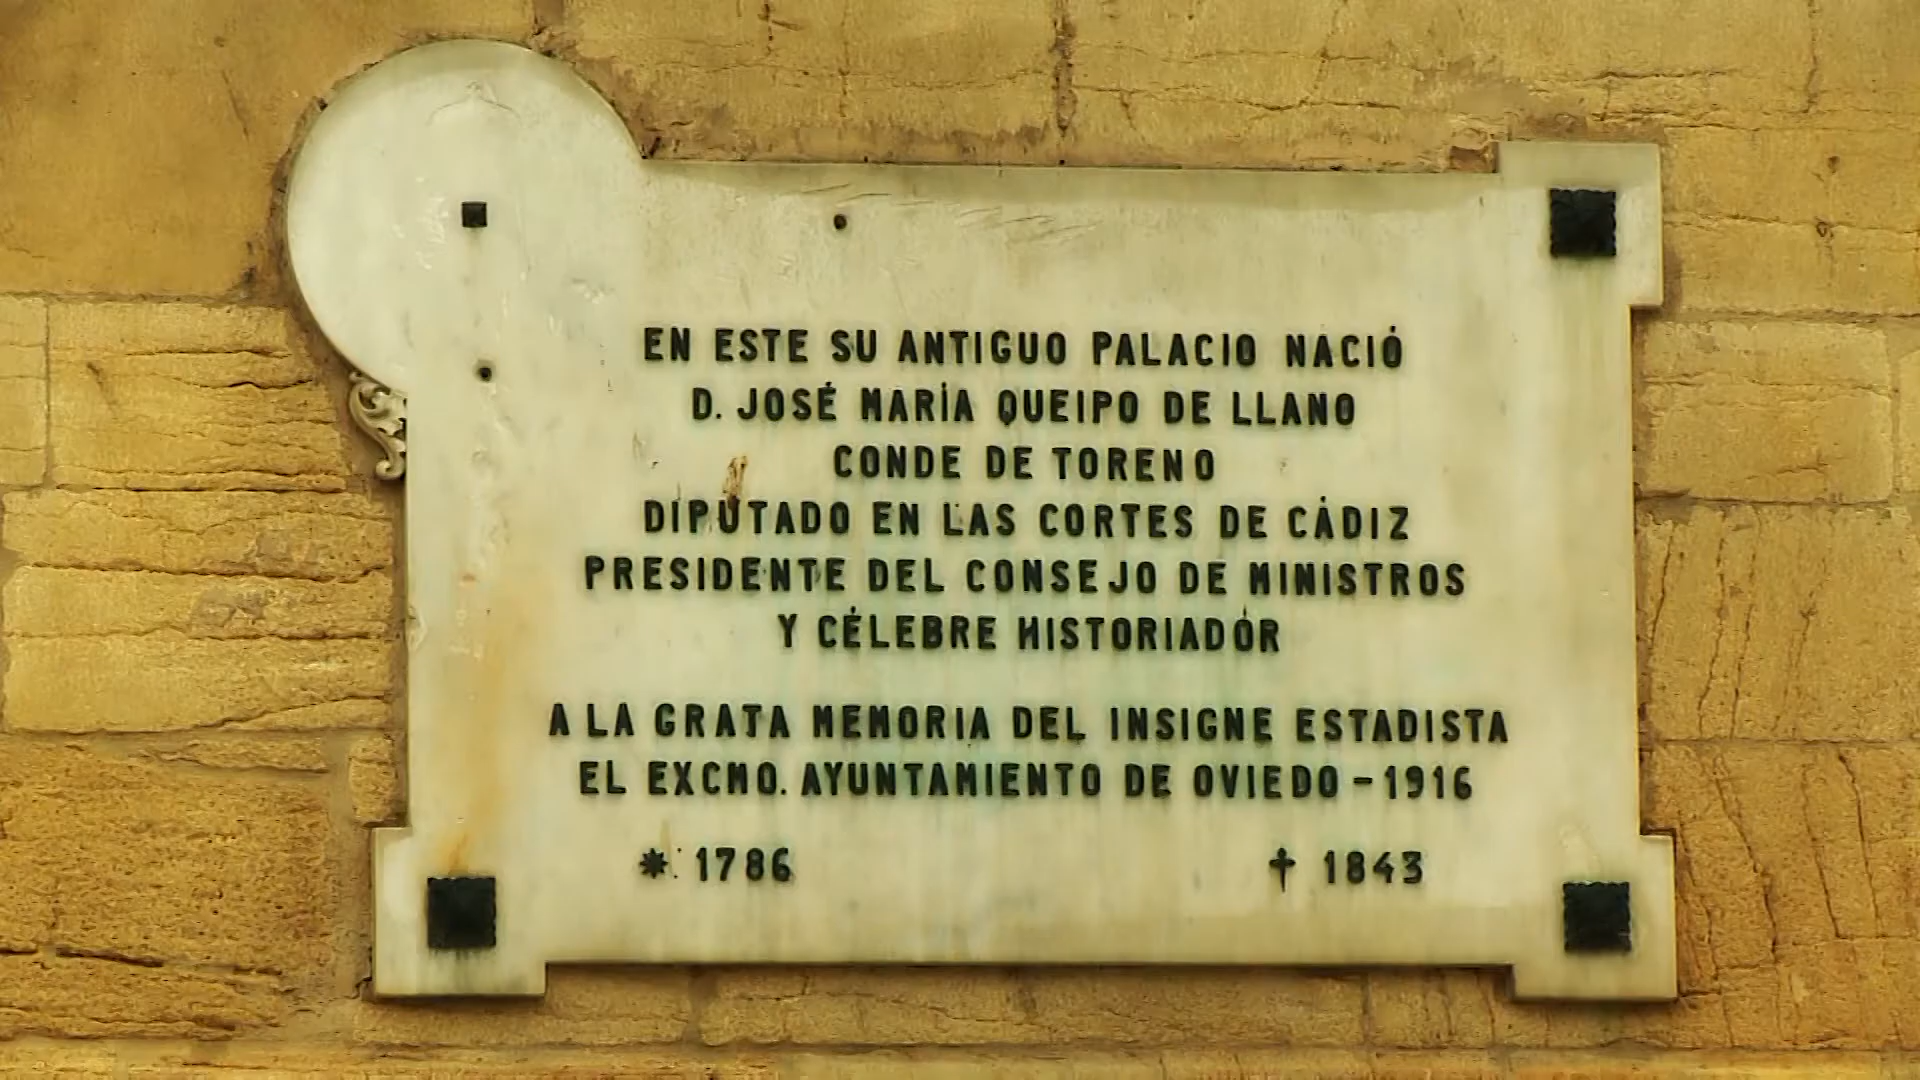 EN ESTE SU ANTIGUO PALACIO NACIÓ
D. JOSÉ MARÍA QUEIPO DE LLANO
CONDE DE TORENO
DIPUTADO EN LAS CORTES DE CÁDIZ
PRESIDENTE DEL CONSEJO DE MINISTROS
Y CÉLEBRE HISTORIADOR
A LA GRATA MEMORIA DEL INSIGNE ESTADISTA
EL EXCMO. AYUNTAMIENTO DE OVIEDO - 1916
* 1786 † 1843